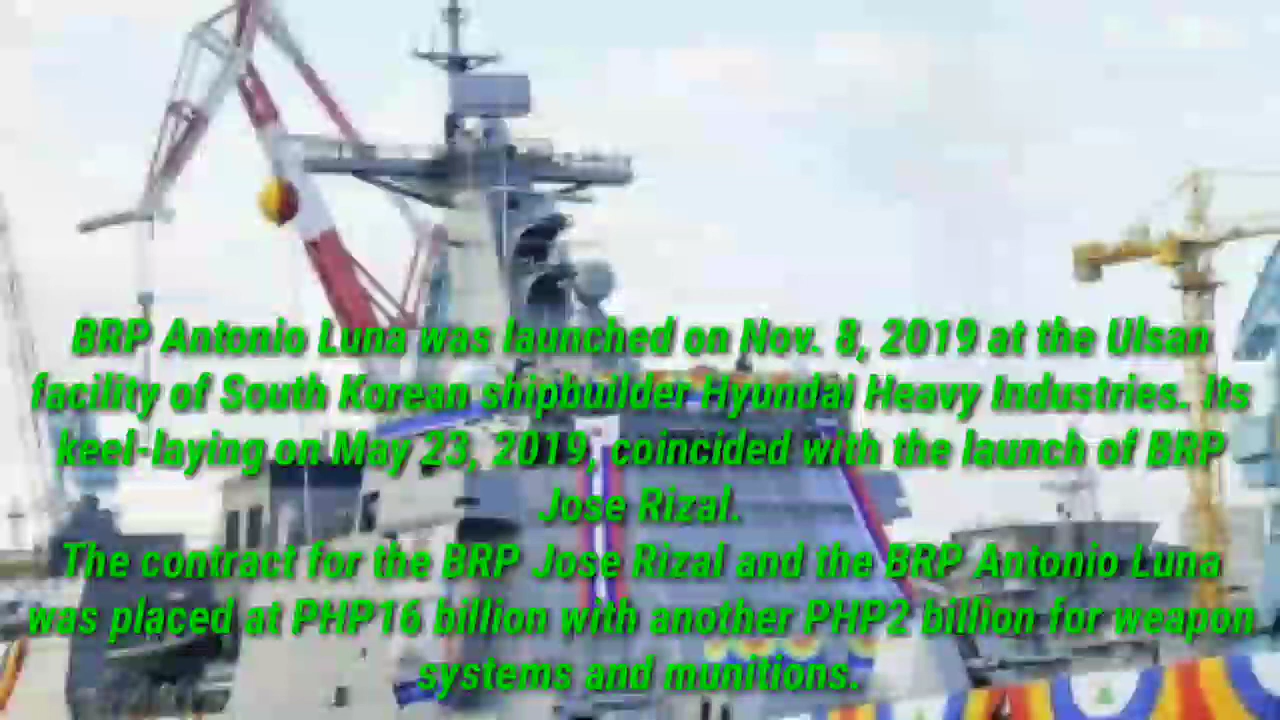 BRP Antonio Luna was launched on Nov. 8, 2019 at the Ulsan
facility of South Korean shipbuilder Hyundai Heavy Industries. Its
keel-laying on May 23, 2019, coincided with the launch of BRP
Jose Rizal.
The contract for the BRP Jose Rizal and the BRP Antonio Luna
was placed at PHP16 billion with another PHP2 billion for weapon
systems and munitions.